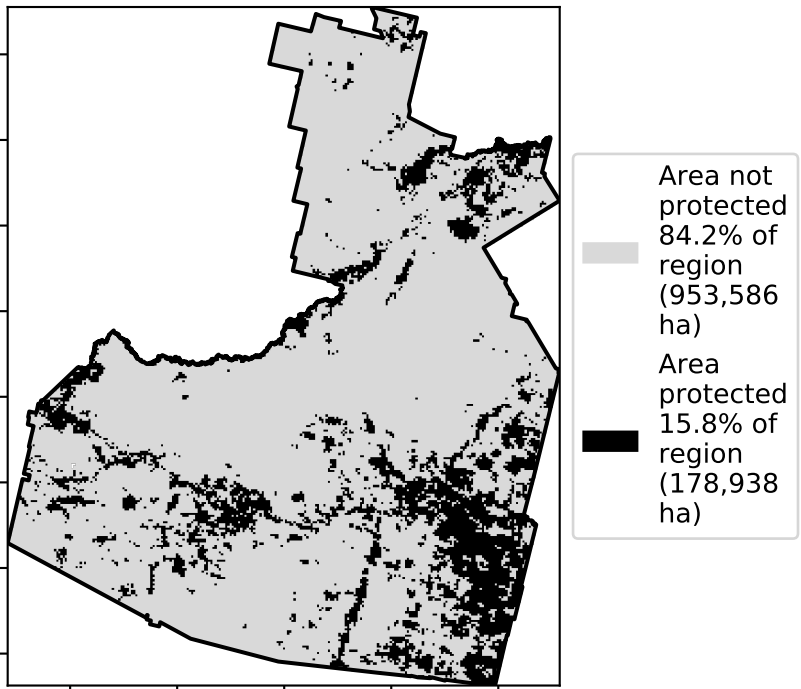 Area not
protected
84.2% of
region
(953,586
ha)
Area
protected
15.8% of
region
(178,938
ha)